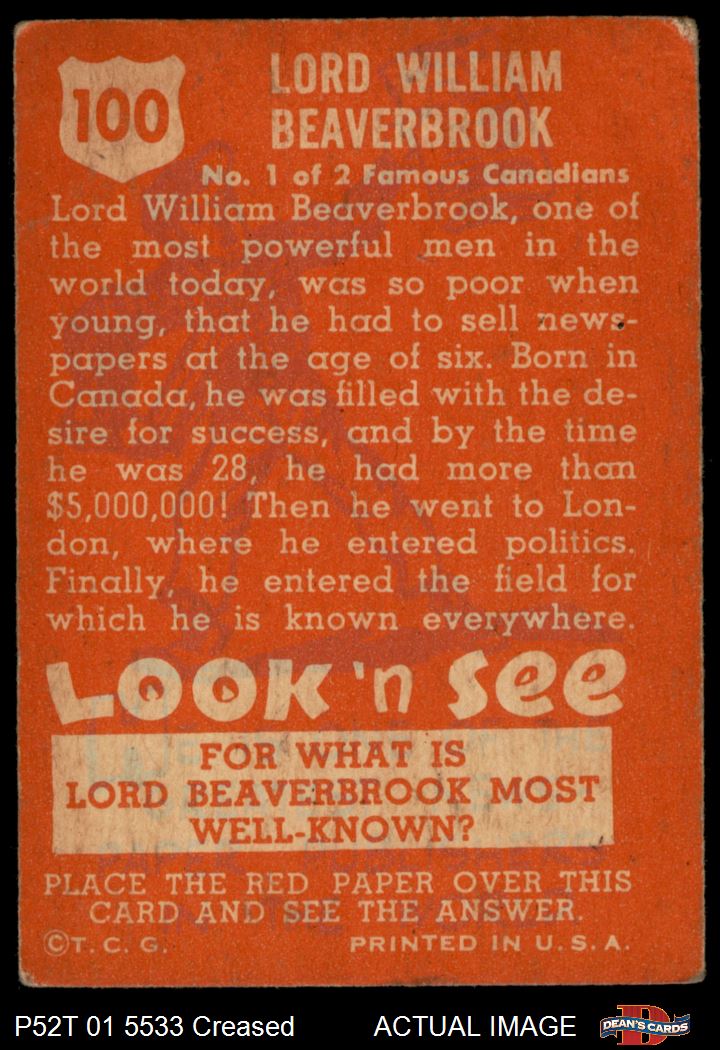 100
LORD WILLIAM
BEAVERBROOK
No. 1 of 2 Famous Canadians
Lord William Beaverbrook, one of
the most powerful men in the
world today, was so poor when
young, that he had to sell news-
papers at the age of six. Born in
Canada, he was filled with the de-
sire for success, and by the time
he was 28, he had more than
$5,000,000! Then he went to Lon-
don, where he entered politics.
Finally, he entered the field for
which he is known everywhere.
LOOK 'n SEE
FOR WHAT IS
LORD BEAVERBROOK MOST
WELL-KNOWN?
PLACE THE RED PAPER OVER THIS
CARD AND SEE THE ANSWER.
©T. C. G. PRINTED IN U. S. A.
P52T 01 5533 Creased ACTUAL IMAGE DEAN'S CARDS